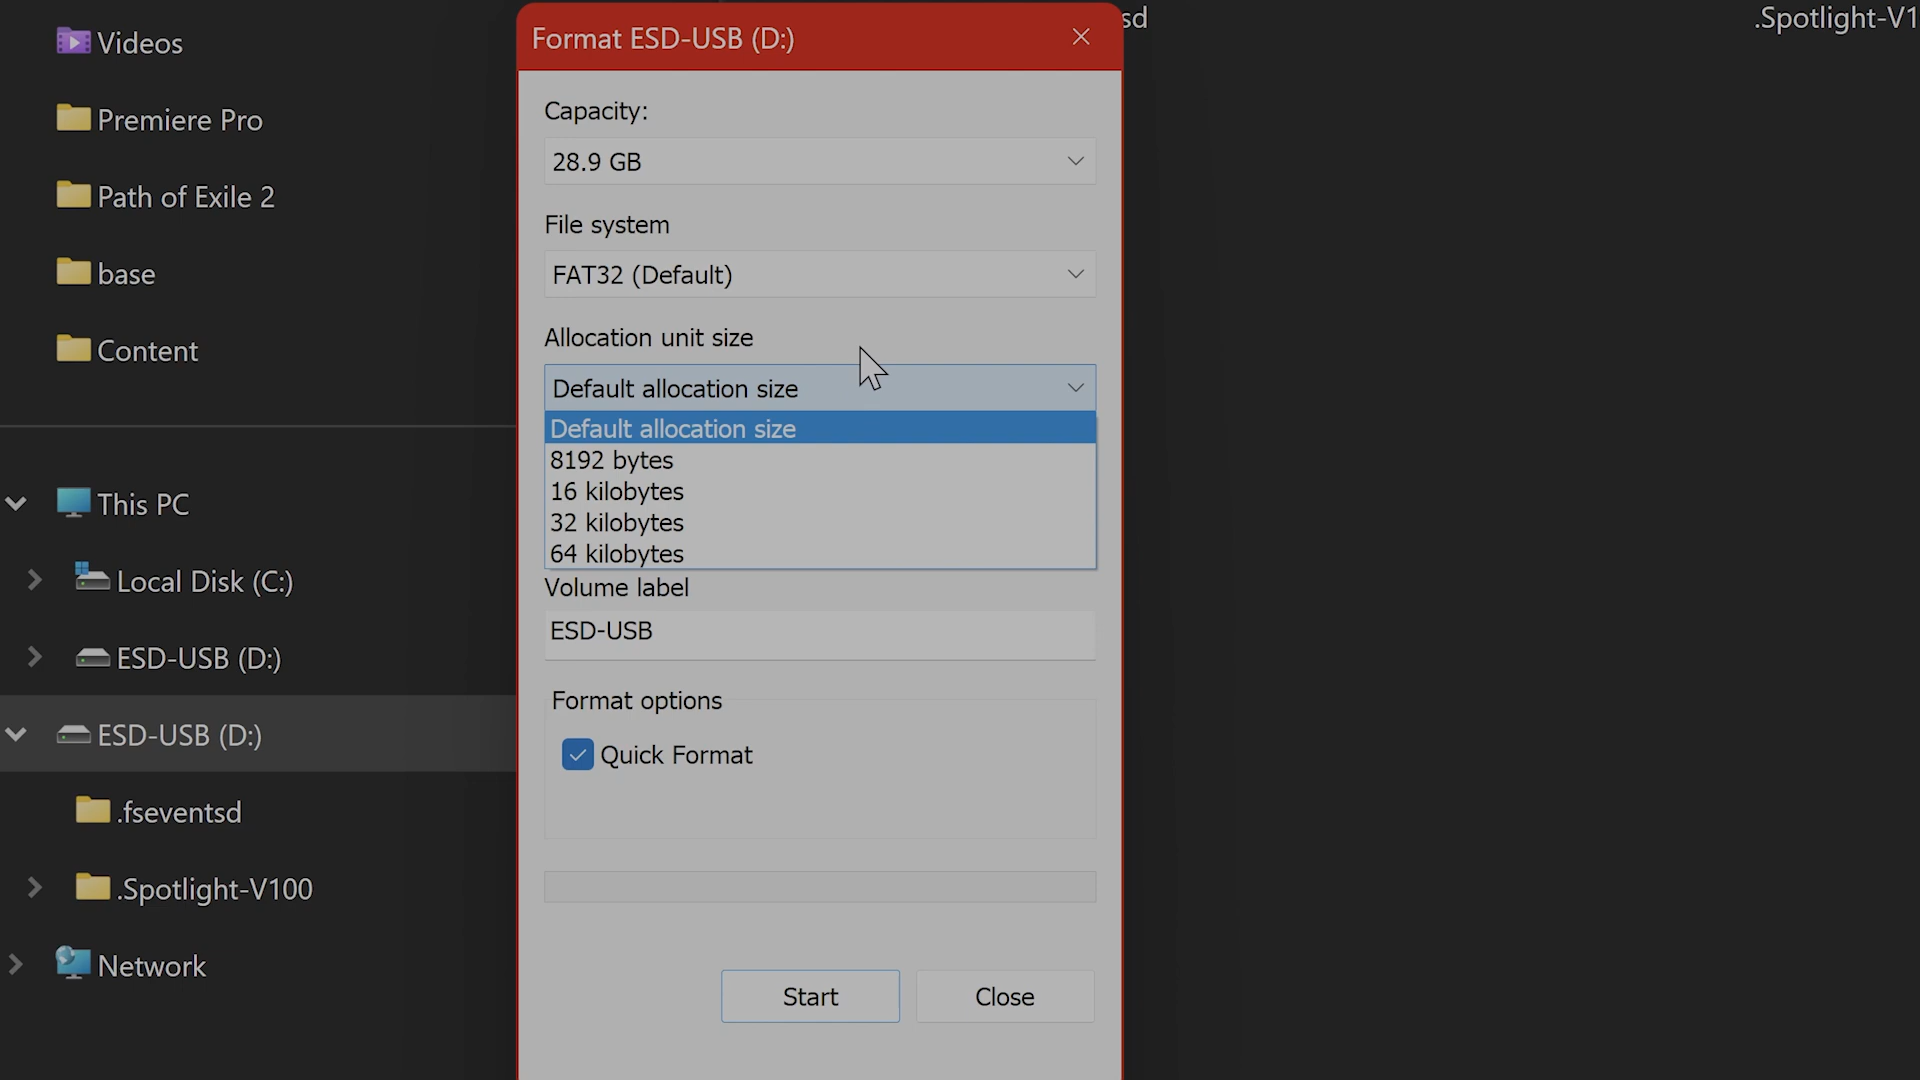 Videos
Premiere Pro
Path of Exile 2
base
Content
This PC
Local Disk (C:)
ESD-USB (D:)
ESD-USB (D:)
.fseventsd
.Spotlight-V100
Network
Format ESD-USB (D:)
Capacity:
28.9 GB
File system
FAT32 (Default)
Allocation unit size
Default allocation size
Default allocation size
8192 bytes
16 kilobytes
32 kilobytes
64 kilobytes
Volume label
ESD-USB
Format options
Quick Format
Start
Close
sd
.Spotlight-V1